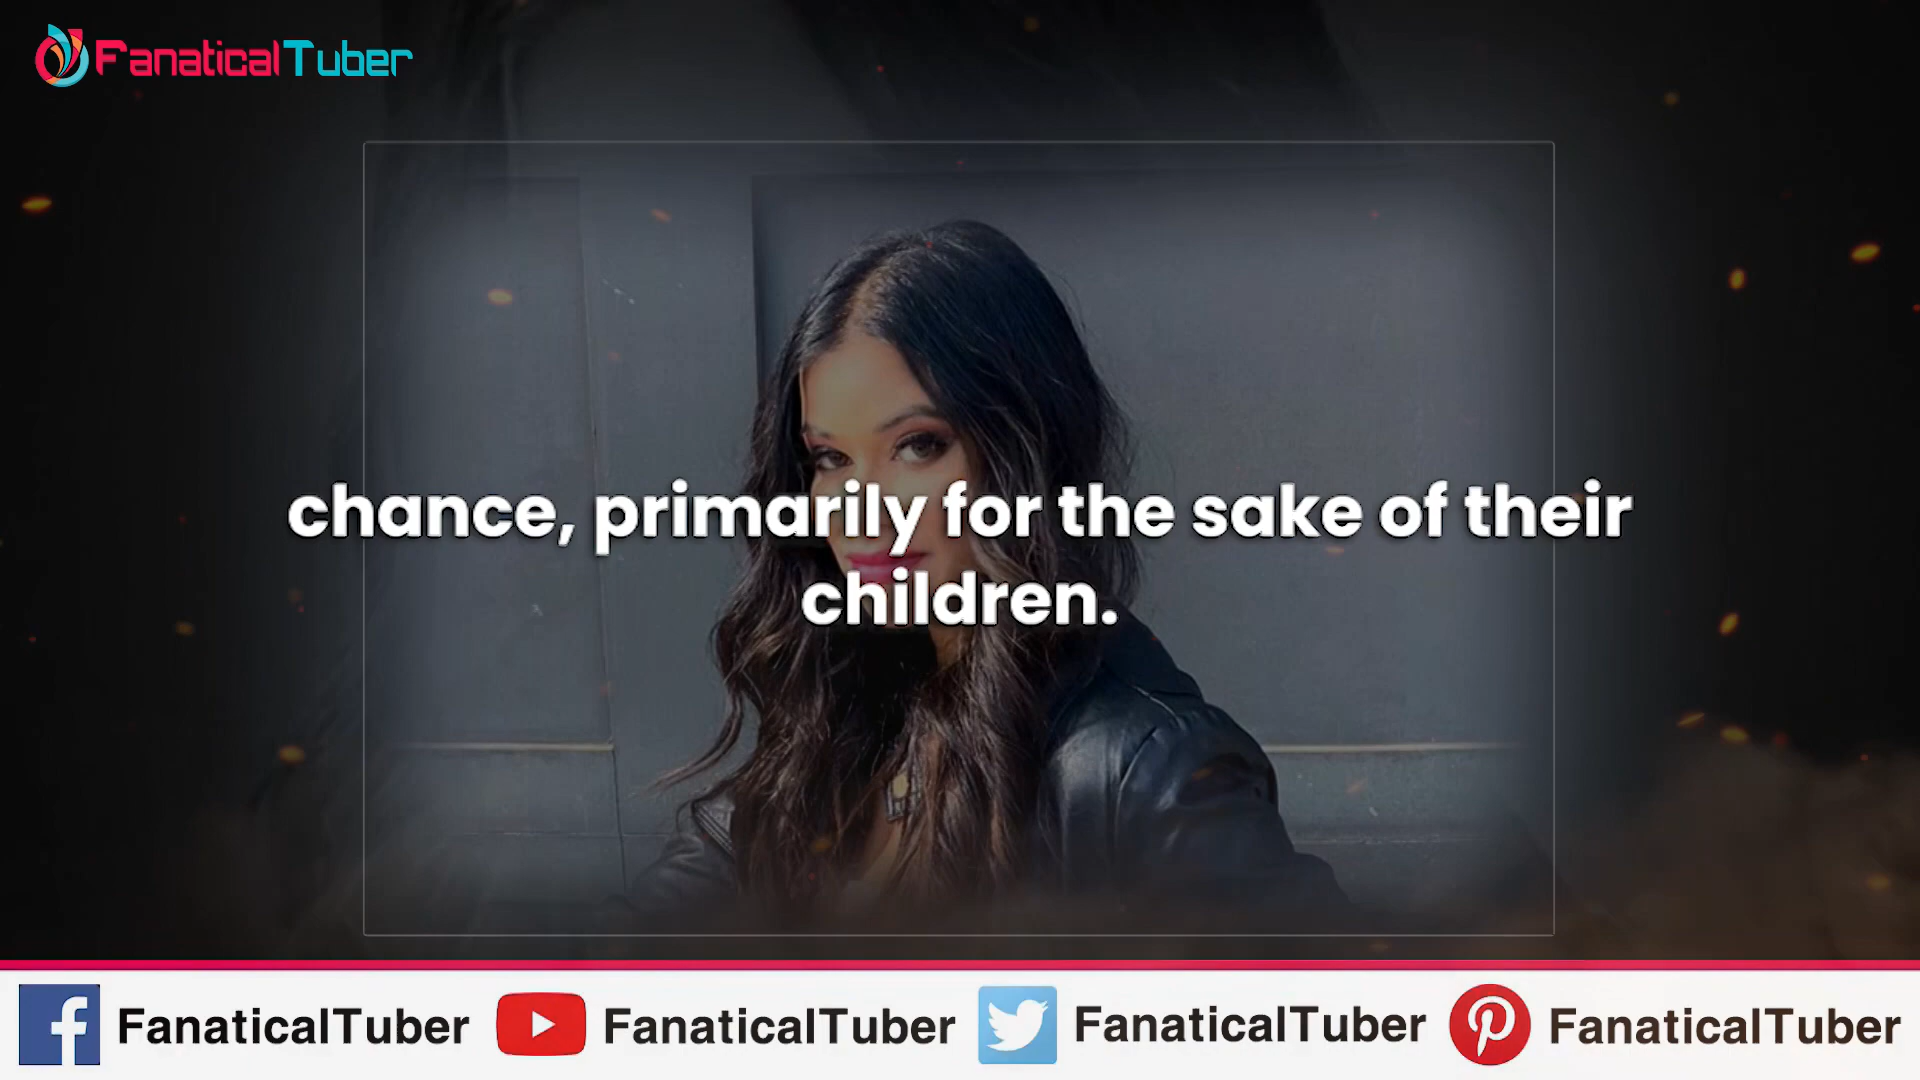 FanaticalTuber
chance, primarily for the sake of their
children.
FanaticalTuber FanaticalTuber FanaticalTuber FanaticalTuber